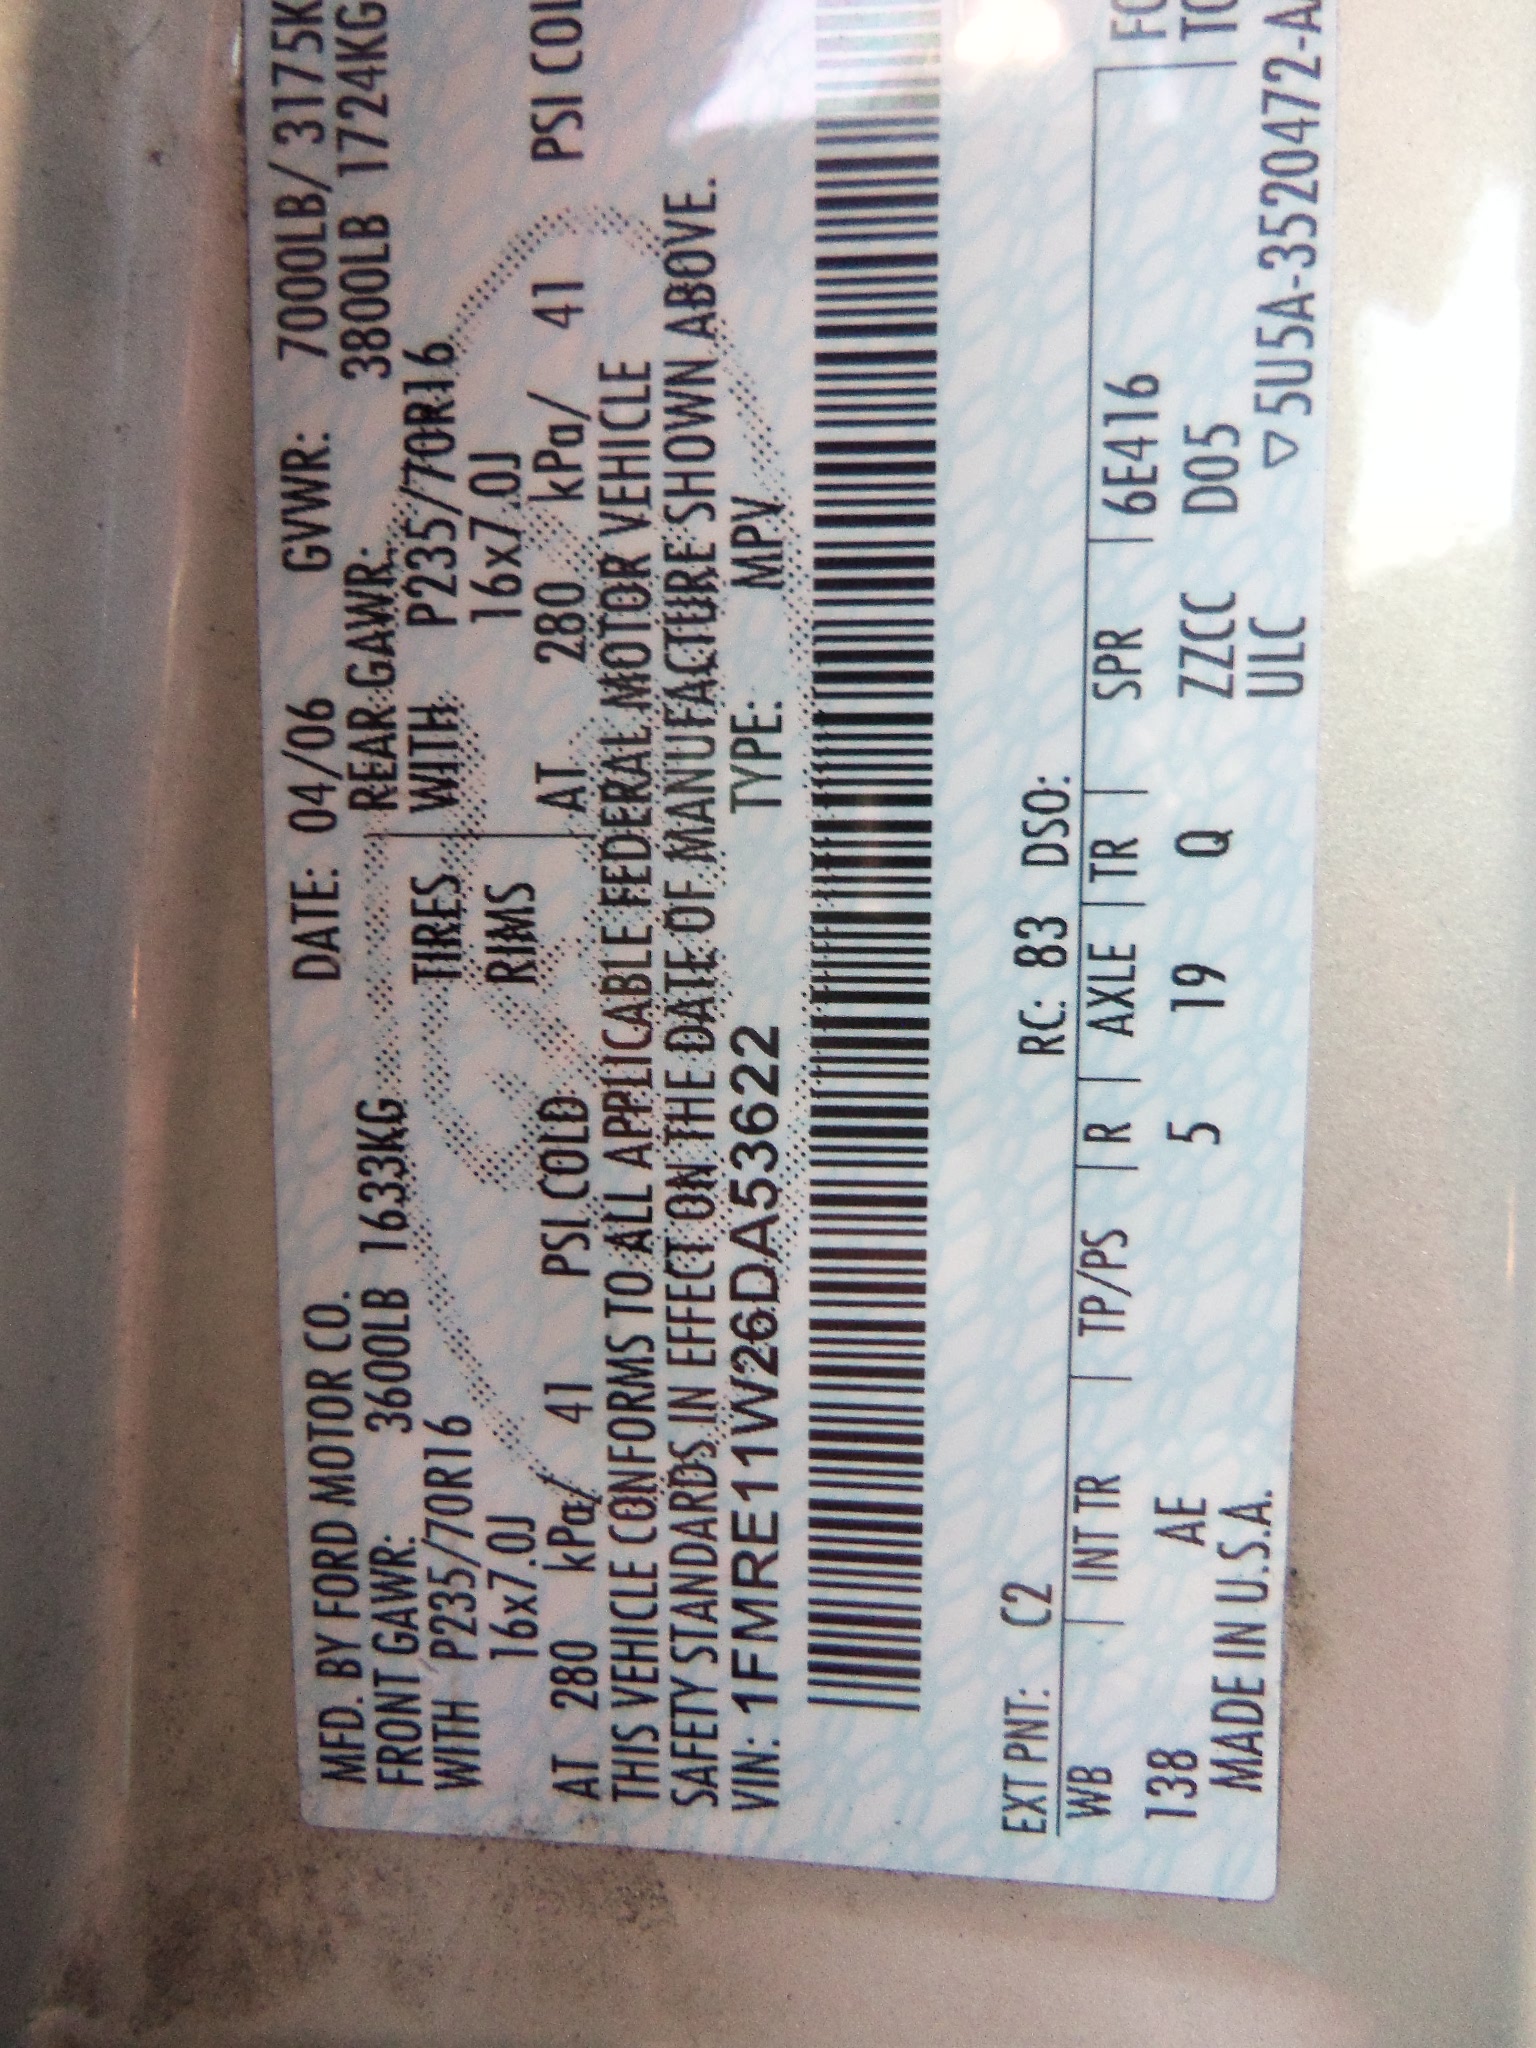 MFD. BY FORD MOTOR CO. DATE: 04/06 GVWR: 7000LB/ 3175K
FRONT GAWR: 3600LB 1633KG REAR GAWR: 3800LB 1724KG
WITH P235/70R16 TIRES WITH P235/70R16
16x7.0J RIMS 16x7.0J
AT 280 kPa/ 41 PSI COLD AT 280 kPa/ 41 PSI COL
THIS VEHICLE CONFORMS TO ALL APPLICABLE FEDERAL MOTOR VEHICLE
SAFETY STANDARDS IN EFFECT ON THE DATE OF MANUFACTURE SHOWN ABOVE.
VIN: 1FMRE11W26DA53622 TYPE: MPV
EXT PNT: C2 RC: 83 DSO:
WB INT TR TP/PS R AXLE TR SPR 6E416
138 AE 5 19 Q ZZCC D05
MADE IN U.S.A. ULC ▽5U5A-3520472-A